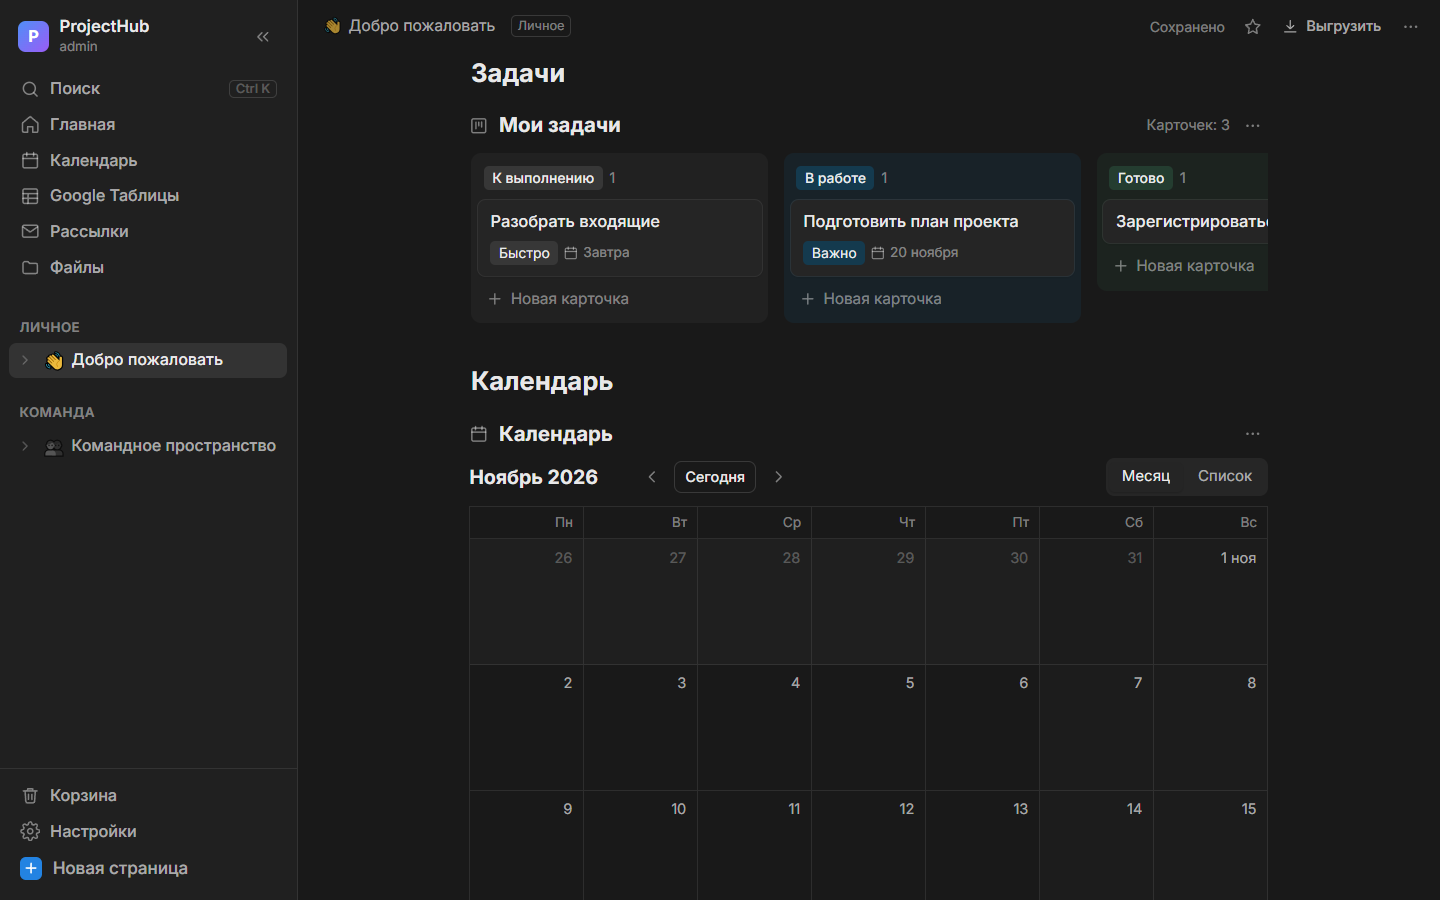 P
ProjectHub
admin
Поиск
Ctrl K
Главная
Календарь
Google Таблицы
Рассылки
Файлы
ЛИЧНОЕ
Добро пожаловать
КОМАНДА
Командное пространство
Корзина
Настройки
Новая страница
Добро пожаловать
Личное
Сохранено
Выгрузить
Задачи
Мои задачи
Карточек: 3
К выполнению 1
Разобрать входящие
Быстро
Завтра
Новая карточка
В работе 1
Подготовить план проекта
Важно
20 ноября
Новая карточка
Готово 1
Зарегистрироватьс
Новая карточка
Календарь
Календарь
Ноябрь 2026
Сегодня
Месяц
Список
Пн Вт Ср Чт Пт Сб Вс
26 27 28 29 30 31 1 ноя
2 3 4 5 6 7 8
9 10 11 12 13 14 15